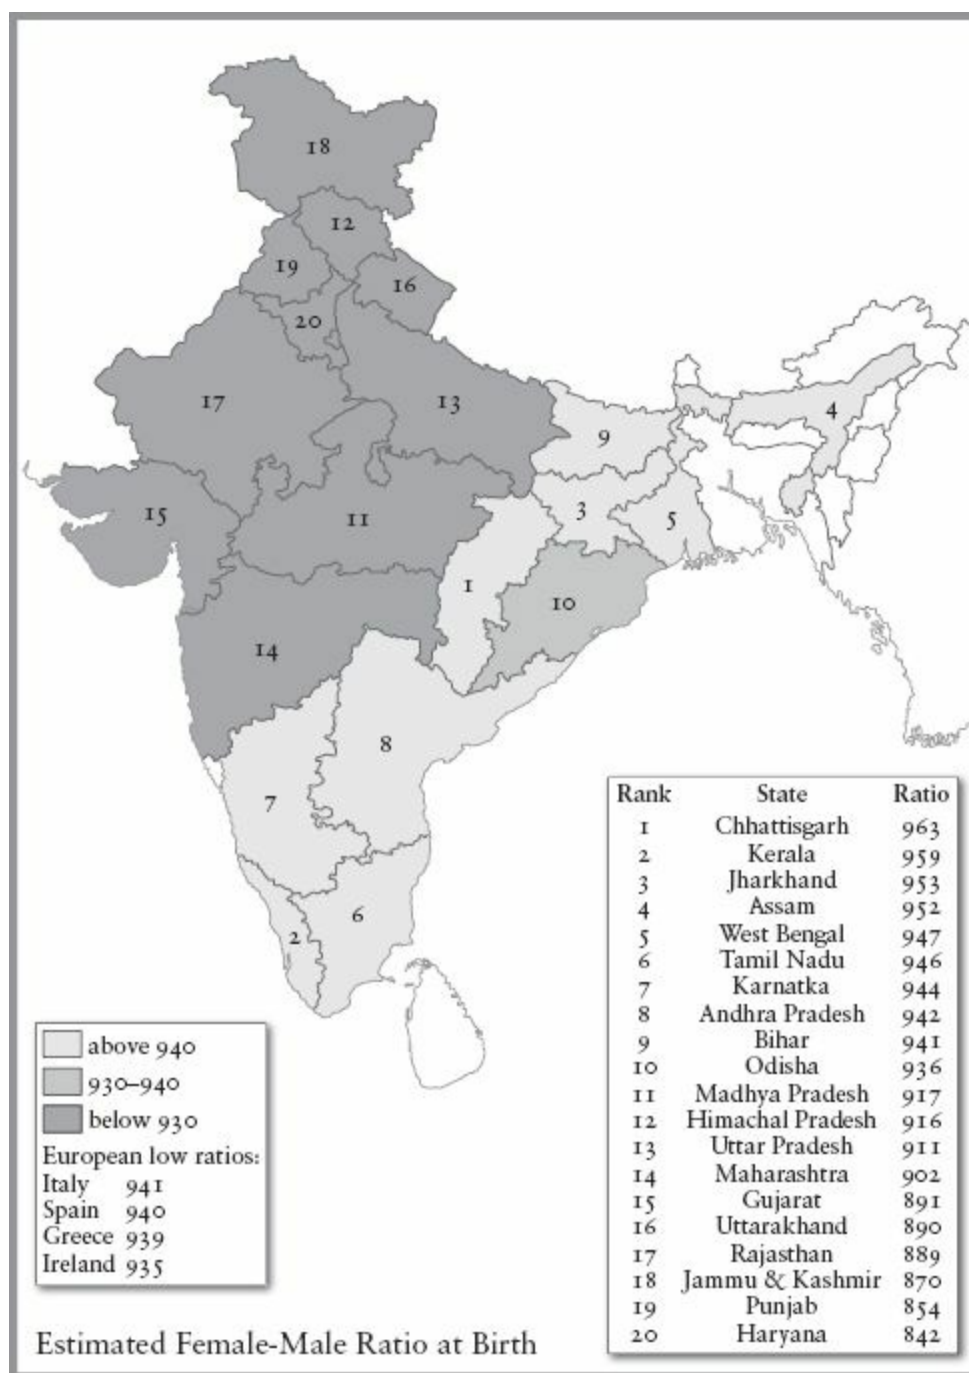 18
12
19
16
20
17
13
4
9
15
11
3
5
1
10
14
8
7
6
2
Rank State Ratio
1 Chhattisgarh 963
2 Kerala 959
3 Jharkhand 953
4 Assam 952
5 West Bengal 947
6 Tamil Nadu 946
7 Karnatka 944
8 Andhra Pradesh 942
9 Bihar 941
10 Odisha 936
11 Madhya Pradesh 917
12 Himachal Pradesh 916
13 Uttar Pradesh 911
14 Maharashtra 902
15 Gujarat 891
16 Uttarakhand 890
17 Rajasthan 889
18 Jammu & Kashmir 870
19 Punjab 854
20 Haryana 842
above 940
930–940
below 930
European low ratios:
Italy 941
Spain 940
Greece 939
Ireland 935
Estimated Female-Male Ratio at Birth